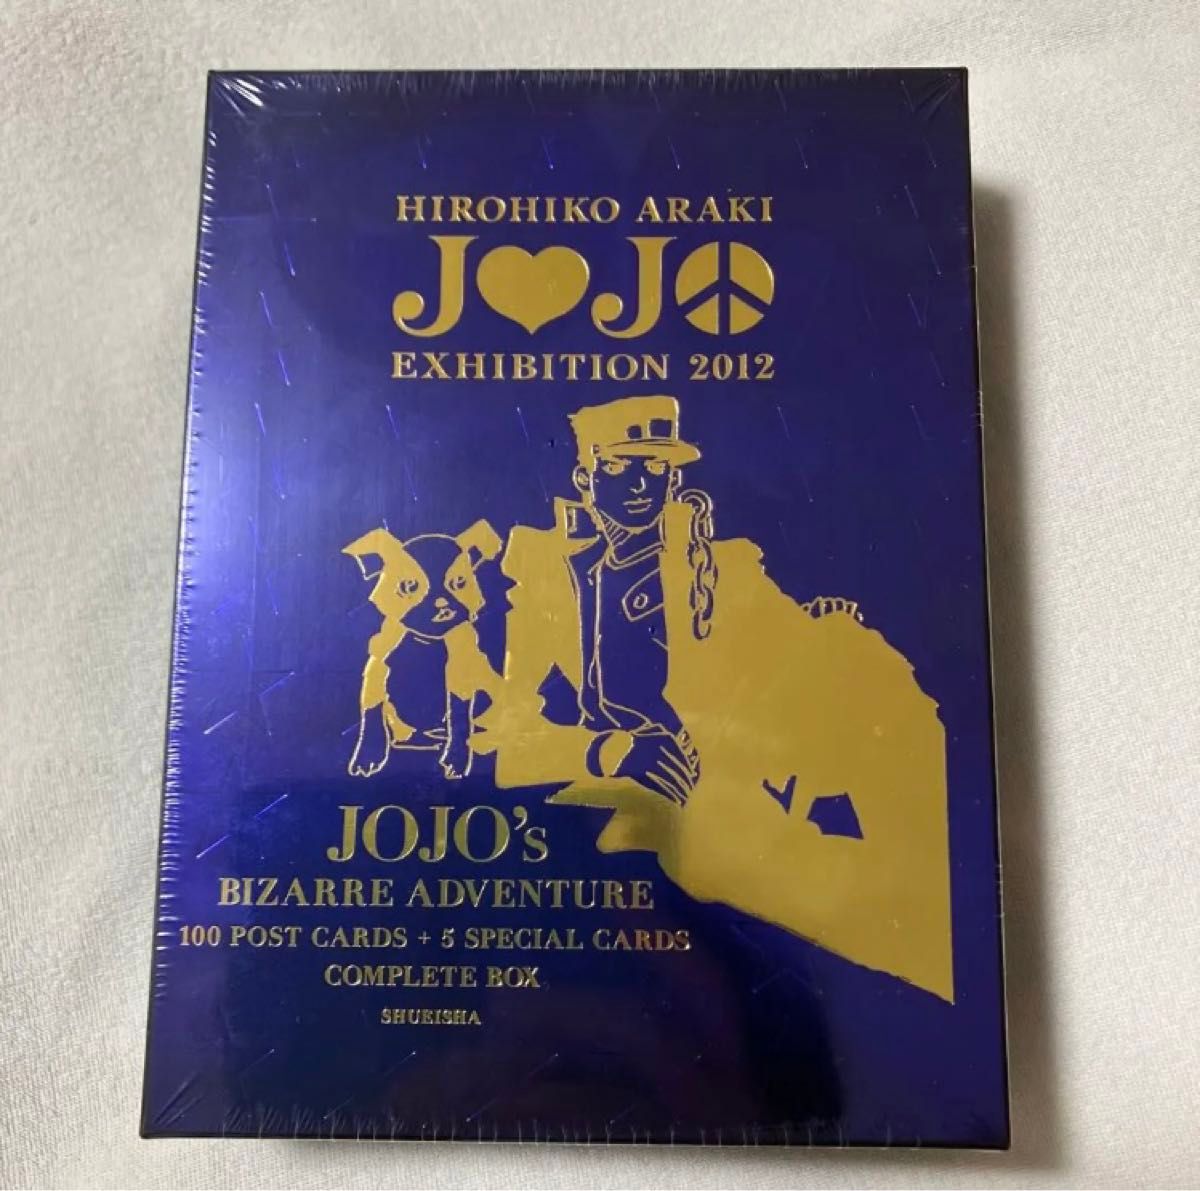 HIROHIKO ARAKI
JOJO
EXHIBITION 2012
JOJO's
BIZARRE ADVENTURE
100 POST CARDS + 5 SPECIAL CARDS
COMPLETE BOX
SHUEISHA